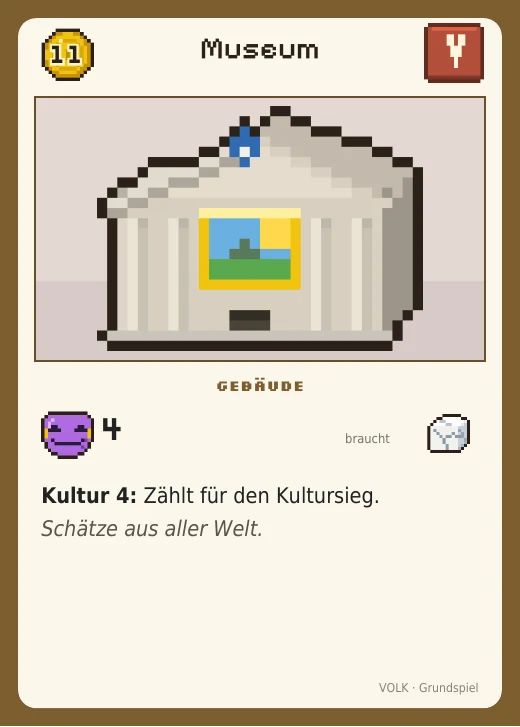 11
Museum
V
GEBÄUDE
4
braucht
Kultur 4: Zählt für den Kultursieg.
Schätze aus aller Welt.
VOLK · Grundspiel